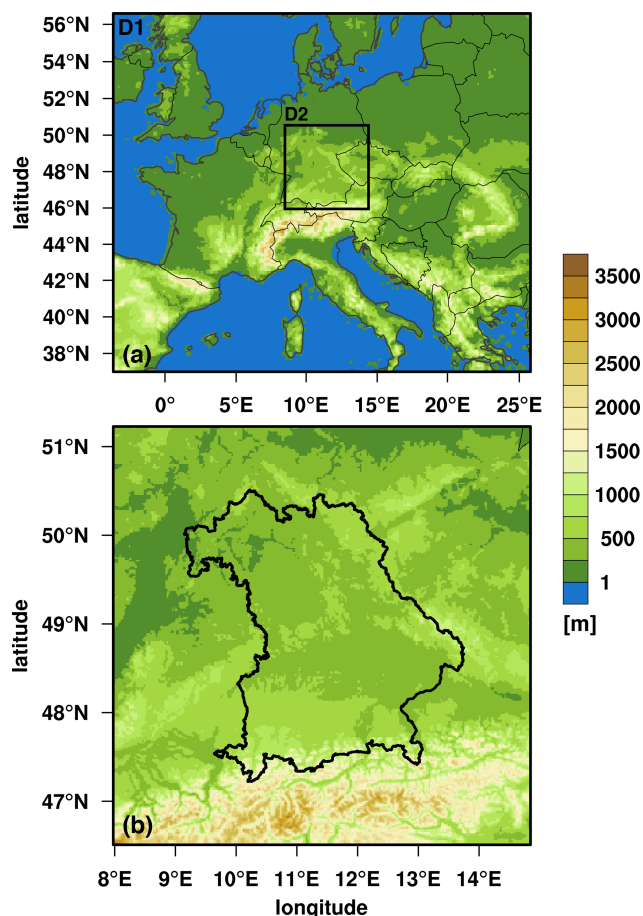 D1
D2
56°N
54°N
52°N
50°N
48°N
46°N
44°N
42°N
40°N
38°N
latitude
(a)
0°
5°E
10°E
15°E
20°E
25°E
3500
3000
2500
2000
1500
1000
500
1
[m]
51°N
50°N
49°N
48°N
47°N
latitude
(b)
8°E
9°E
10°E
11°E
12°E
13°E
14°E
longitude